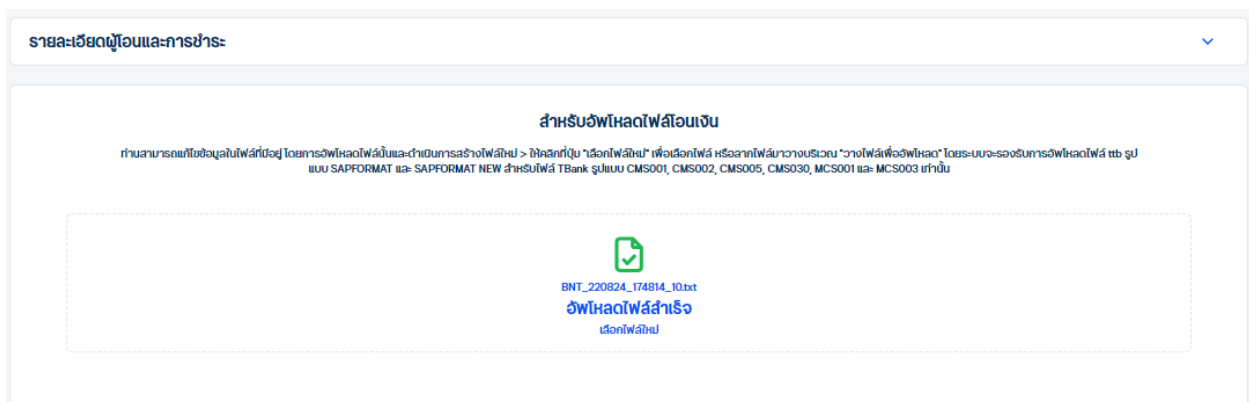 รายละเอียดผู้โอนและการชำระ
สำหรับอัพโหลดไฟล์โอนเงิน
ท่านสามารถแก้ไขข้อมูลในไฟล์ที่มีอยู่ โดยการอัพโหลดไฟล์นั้นและดำเนินการสร้างไฟล์ใหม่ > ให้คลิกที่ปุ่ม "เลือกไฟล์ใหม่" เพื่อเลือกไฟล์ หรือลากไฟล์มาวางบริเวณ "วางไฟล์เพื่ออัพโหลด" โดยระบบจะรองรับการอัพโหลดไฟล์ ttb รูป
แบบ SAPFORMAT และ SAPFORMAT NEW สำหรับไฟล์ TBank รูปแบบ CMS001, CMS002, CMS005, CMS030, MCS001 และ MCS003 เท่านั้น
BNT_220824_174814_10.txt
อัพโหลดไฟล์สำเร็จ
เลือกไฟล์ใหม่